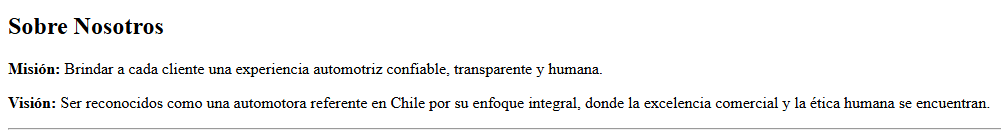 Sobre Nosotros
Misión: Brindar a cada cliente una experiencia automotriz confiable, transparente y humana.
Visión: Ser reconocidos como una automotora referente en Chile por su enfoque integral, donde la excelencia comercial y la ética humana se encuentran.